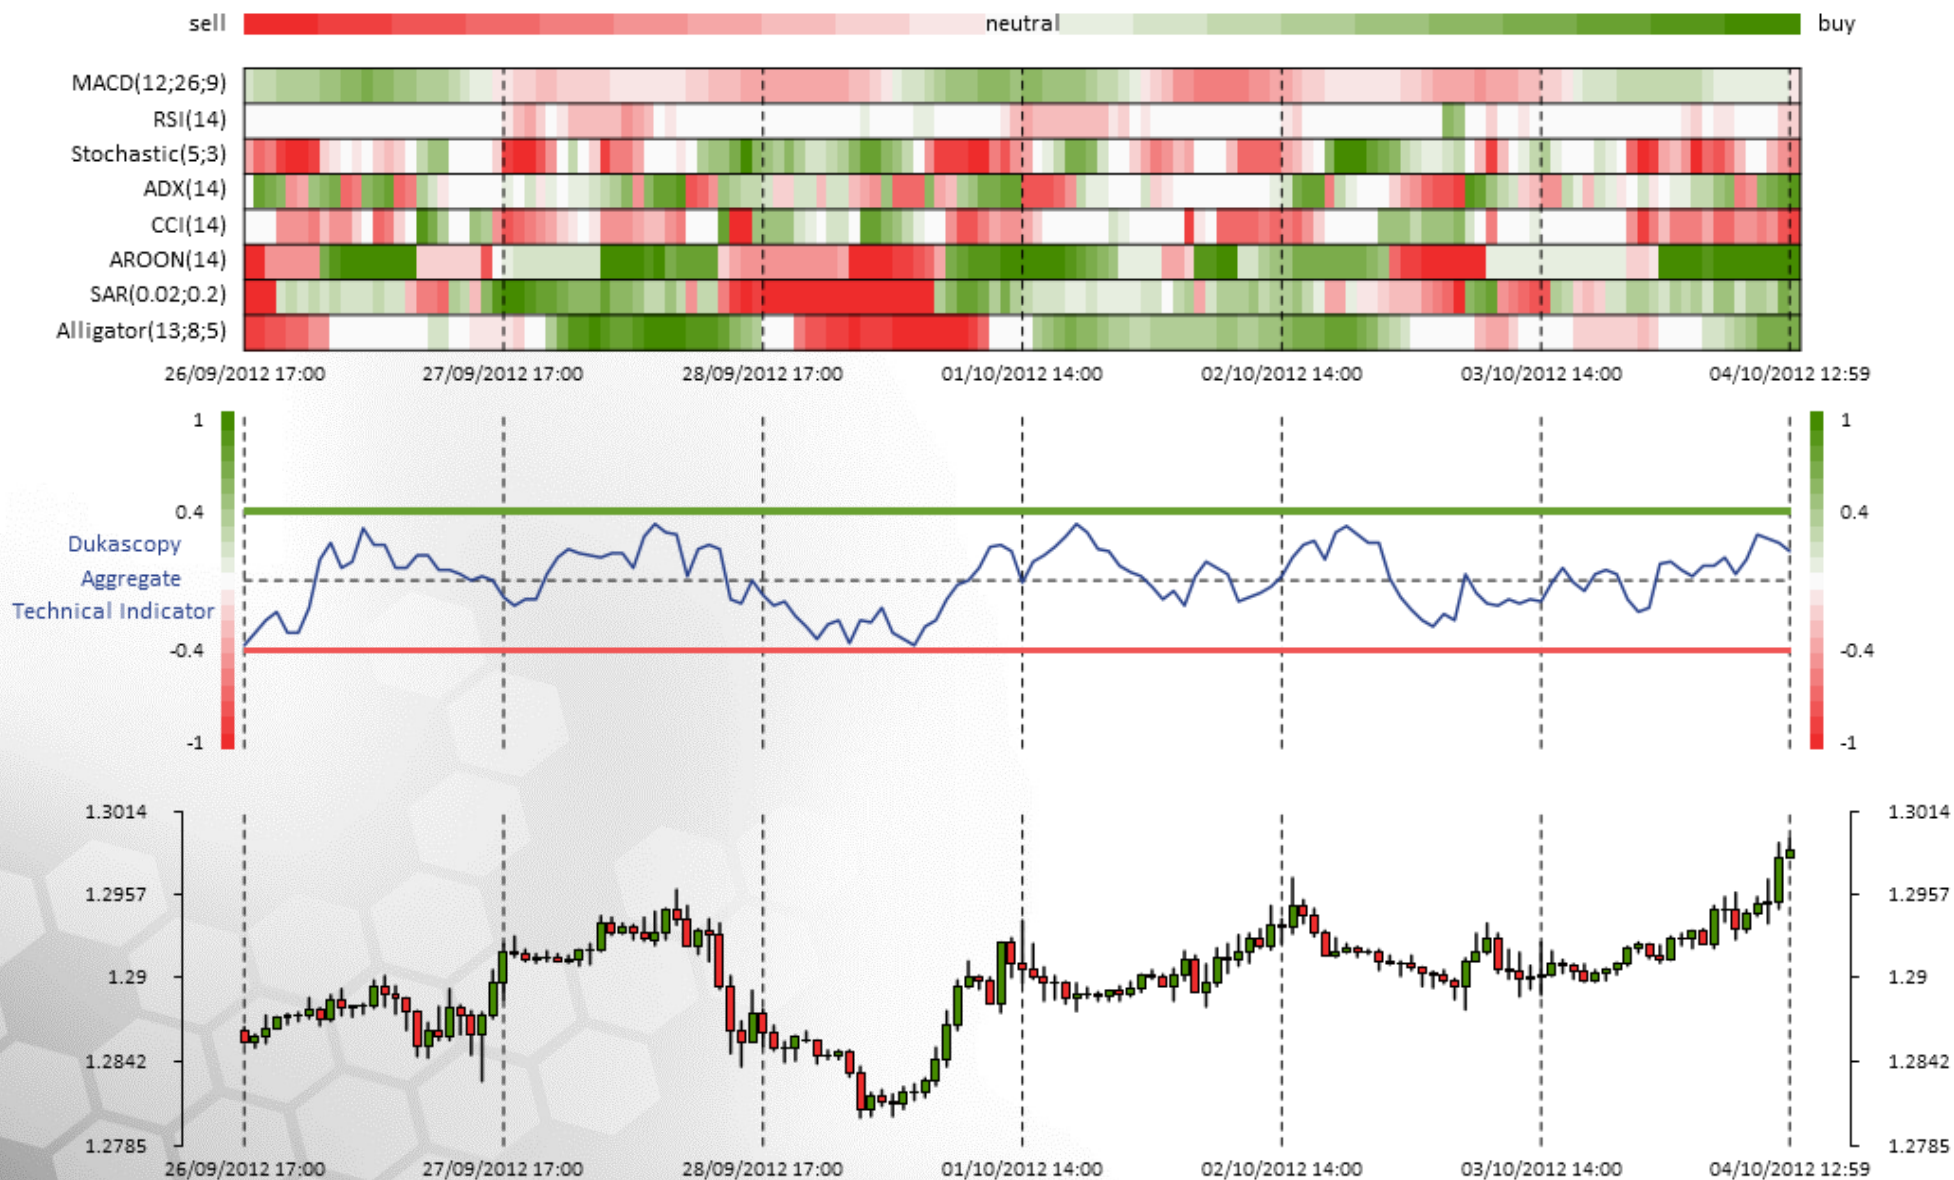 sell neutral buy
MACD(12;26;9)
RSI(14)
Stochastic(5;3)
ADX(14)
CCI(14)
AROON(14)
SAR(0.02;0.2)
Alligator(13;8;5)
26/09/2012 17:00 27/09/2012 17:00 28/09/2012 17:00 01/10/2012 14:00 02/10/2012 14:00 03/10/2012 14:00 04/10/2012 12:59
1 1
0.4 0.4
Dukascopy
Aggregate
Technical Indicator
-0.4 -0.4
-1 -1
1.3014 1.3014
1.2957 1.2957
1.29 1.29
1.2842 1.2842
1.2785 1.2785
26/09/2012 17:00 27/09/2012 17:00 28/09/2012 17:00 01/10/2012 14:00 02/10/2012 14:00 03/10/2012 14:00 04/10/2012 12:59